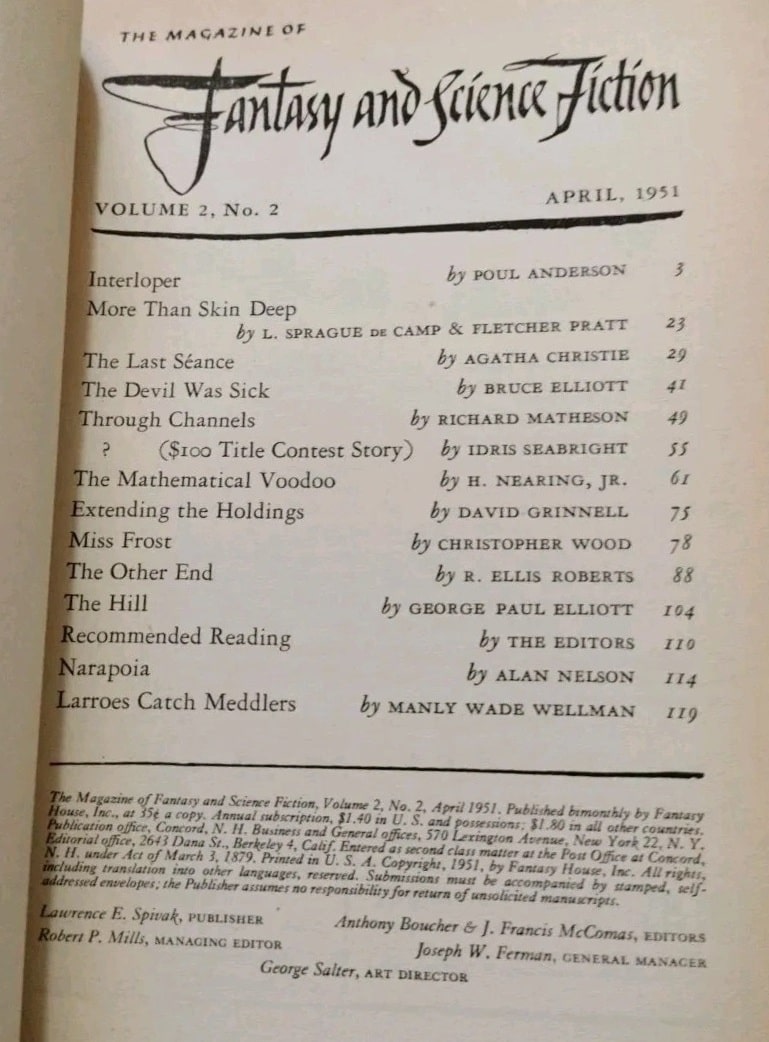 THE MAGAZINE OF
Fantasy and Science Fiction
VOLUME 2, No. 2 APRIL, 1951
Interloper by POUL ANDERSON 3
More Than Skin Deep
by L. SPRAGUE DE CAMP & FLETCHER PRATT 23
The Last Séance by AGATHA CHRISTIE 29
The Devil Was Sick by BRUCE ELLIOTT 41
Through Channels by RICHARD MATHESON 49
? ($100 Title Contest Story) by IDRIS SEABRIGHT 55
The Mathematical Voodoo by H. NEARING, JR. 61
Extending the Holdings by DAVID GRINNELL 75
Miss Frost by CHRISTOPHER WOOD 78
The Other End by R. ELLIS ROBERTS 88
The Hill by GEORGE PAUL ELLIOTT 104
Recommended Reading by THE EDITORS 110
Narapoia by ALAN NELSON 114
Larroes Catch Meddlers by MANLY WADE WELLMAN 119
The Magazine of Fantasy and Science Fiction, Volume 2, No. 2, April 1951. Published bimonthly by Fantasy
House, Inc., at 35¢ a copy. Annual subscription, $1.40 in U. S. and possessions; $1.80 in all other countries.
Publication office, Concord, N. H. Business and General offices, 570 Lexington Avenue, New York 22, N. Y.
Editorial office, 2643 Dana St., Berkeley 4, Calif. Entered as second class matter at the Post Office at Concord,
N. H. under Act of March 3, 1879. Printed in U. S. A. Copyright, 1951, by Fantasy House, Inc. All rights,
including translation into other languages, reserved. Submissions must be accompanied by stamped, self-
addressed envelopes; the Publisher assumes no responsibility for return of unsolicited manuscripts.
Lawrence E. Spivak, PUBLISHER Anthony Boucher & J. Francis McComas, EDITORS
Robert P. Mills, MANAGING EDITOR Joseph W. Ferman, GENERAL MANAGER
George Salter, ART DIRECTOR